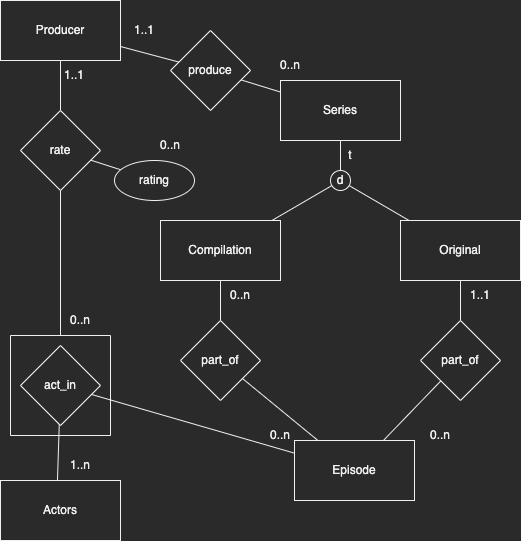 Producer
1..1
produce
0..n
Series
1..1
t
rate
0..n
rating
d
Compilation
Original
0..n
1..1
0..n
part_of
part_of
act_in
0..n
0..n
1..n
Episode
Actors